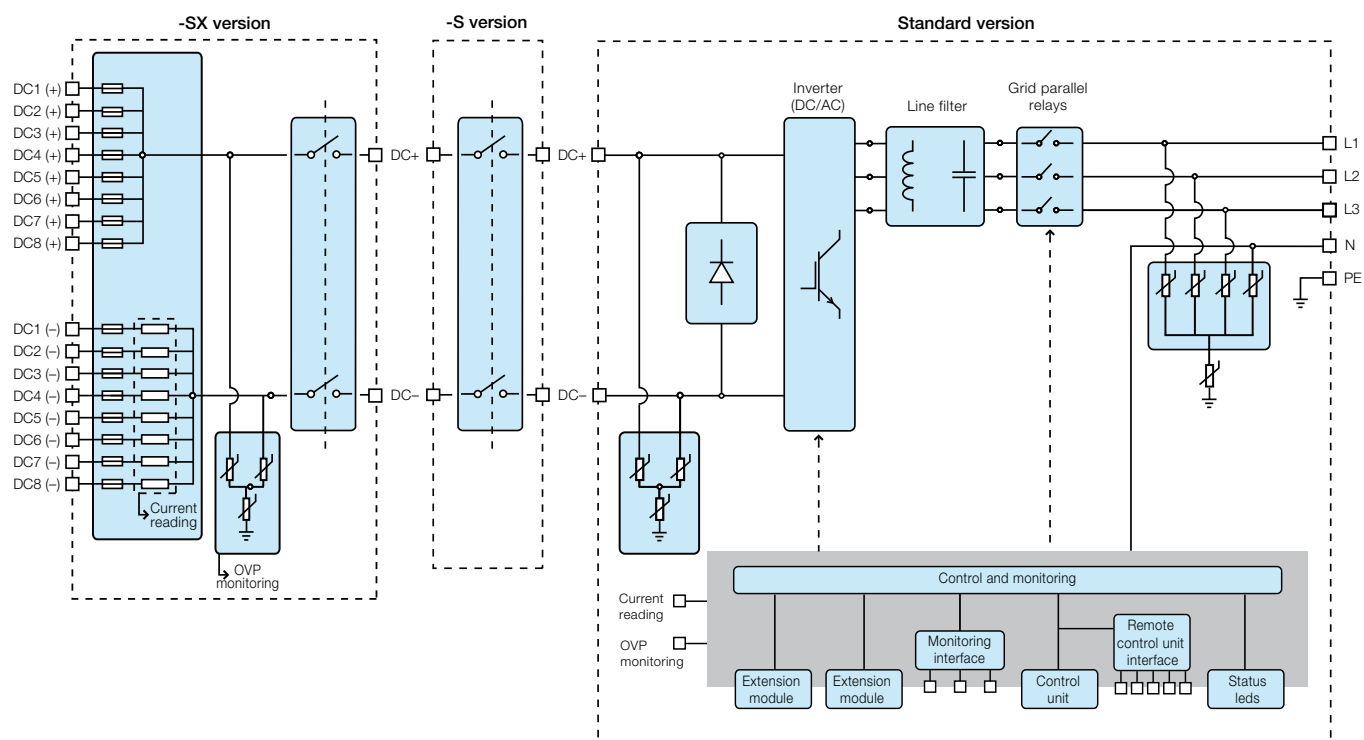 -SX version
-S version
Standard version
DC1 (+)
DC2 (+)
DC3 (+)
DC4 (+)
DC5 (+)
DC6 (+)
DC7 (+)
DC8 (+)
DC1 (–)
DC2 (–)
DC3 (–)
DC4 (–)
DC5 (–)
DC6 (–)
DC7 (–)
DC8 (–)
Current
reading
OVP
monitoring
DC+
DC–
DC+
DC–
Inverter
(DC/AC)
Line filter
Grid parallel
relays
L1
L2
L3
N
PE
Current
reading
OVP
monitoring
Control and monitoring
Extension
module
Extension
module
Monitoring
interface
Control
unit
Remote
control unit
interface
Status
leds